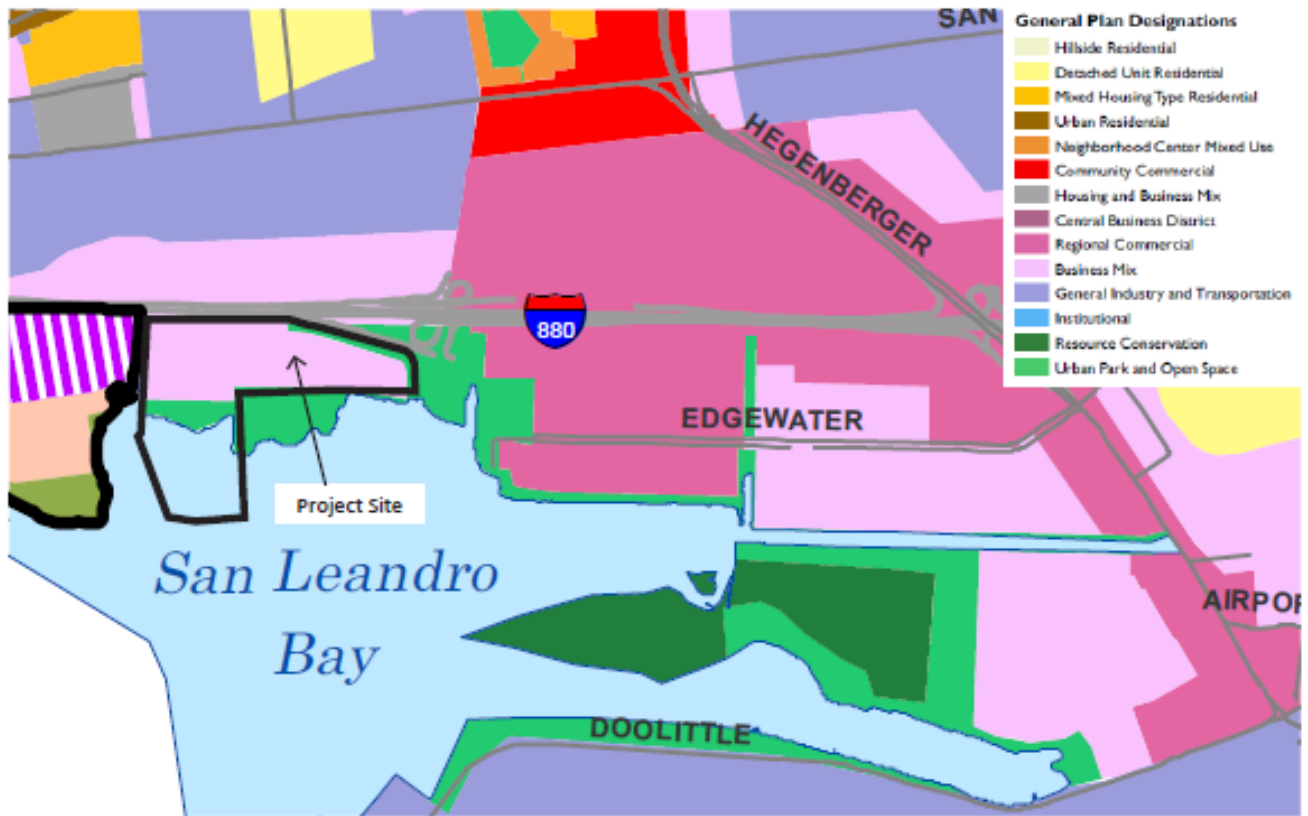 SAN
General Plan Designations
Hillside Residential
Detached Unit Residential
Mixed Housing Type Residential
Urban Residential
Neighborhood Center Mixed Use
Community Commercial
Housing and Business Mix
Central Business District
Regional Commercial
Business Mix
General Industry and Transportation
Institutional
Resource Conservation
Urban Park and Open Space
HEGENBERGER
880
EDGEWATER
Project Site
San Leandro
Bay
AIRPOR
DOOLITTLE